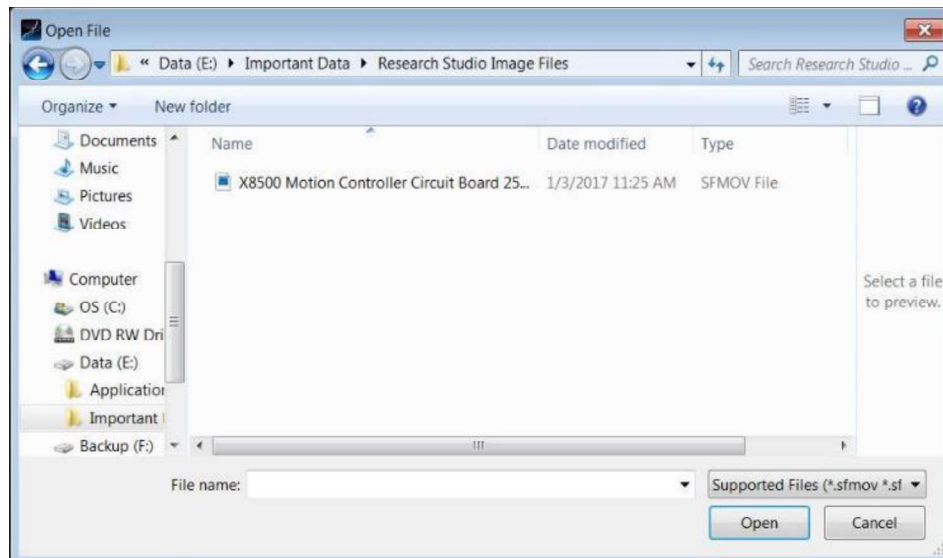 Open File
« Data (E:) ▸ Important Data ▸ Research Studio Image Files
Search Research Studio ...
Organize
New folder
Name
Date modified
Type
X8500 Motion Controller Circuit Board 25...
1/3/2017 11:25 AM
SFMOV File
Documents
Music
Pictures
Videos
Computer
OS (C:)
DVD RW Dri
Data (E:)
Application
Important
Backup (F:)
Select a file
to preview.
File name:
Supported Files (*.sfmov *.sf
Open
Cancel